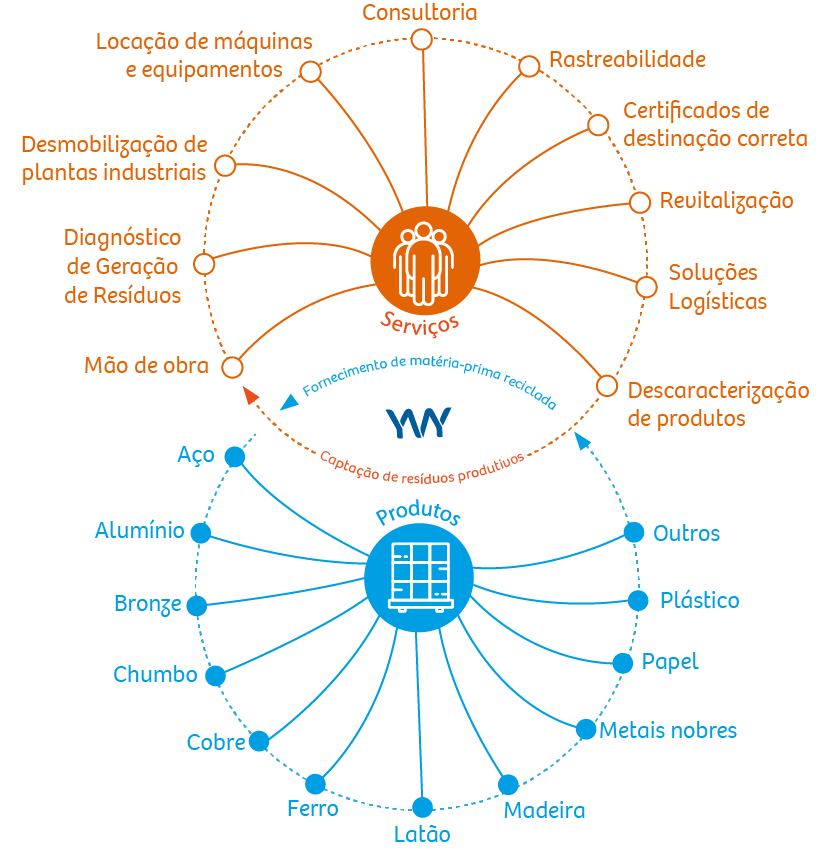 Consultoria
Locação de máquinas
e equipamentos
Rastreabilidade
Certificados de
destinação correta
Desmobilização de
plantas industriais
Revitalização
Diagnóstico
de Geração
de Resíduos
Soluções
Logísticas
Serviços
Mão de obra
Descaracterização
de produtos
Fornecimento de matéria-prima reciclada
Captação de resíduos produtivos
Produtos
Aço
Alumínio
Outros
Bronze
Plástico
Chumbo
Papel
Cobre
Metais nobres
Ferro
Madeira
Latão